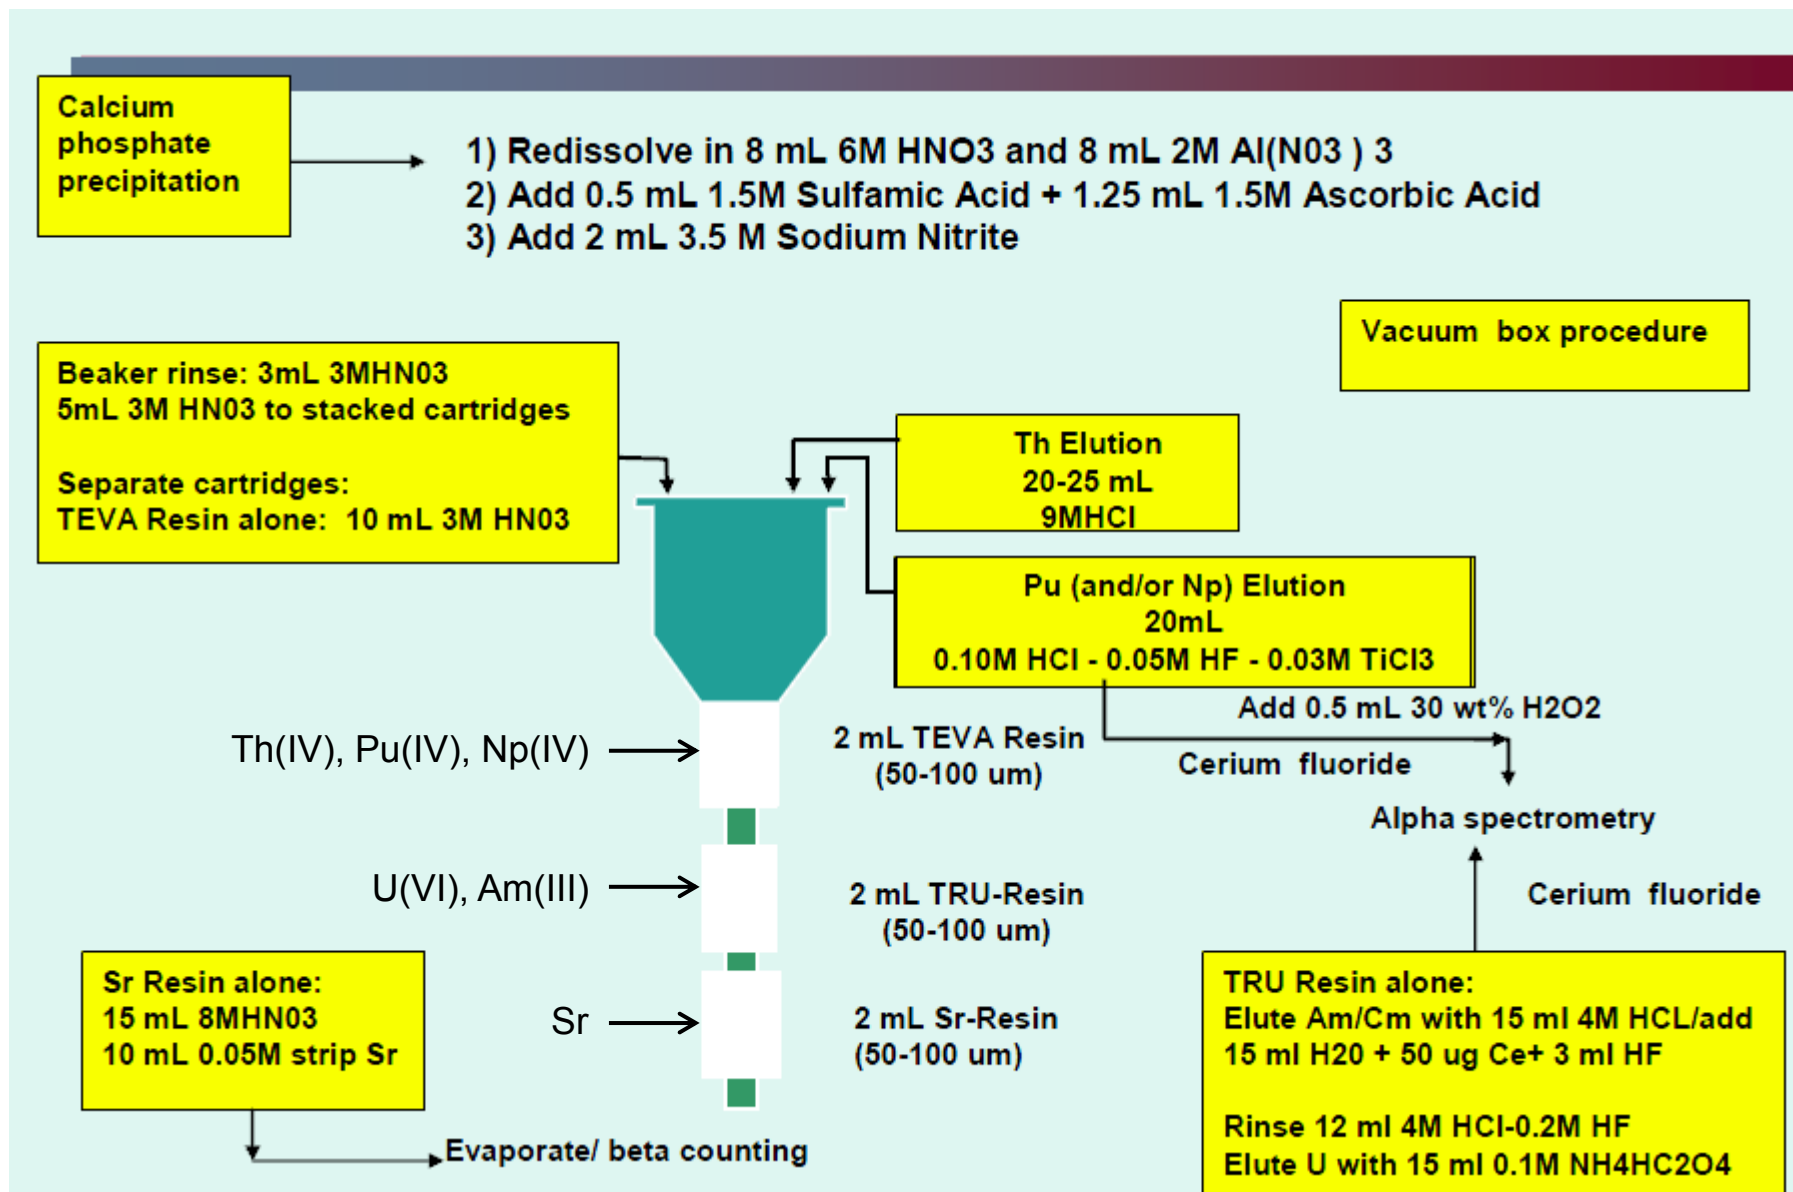 Calcium
phosphate
precipitation
1) Redissolve in 8 mL 6M HNO3 and 8 mL 2M Al(N03 ) 3
2) Add 0.5 mL 1.5M Sulfamic Acid + 1.25 mL 1.5M Ascorbic Acid
3) Add 2 mL 3.5 M Sodium Nitrite
Vacuum box procedure
Beaker rinse: 3mL 3MHN03
5mL 3M HN03 to stacked cartridges
Separate cartridges:
TEVA Resin alone: 10 mL 3M HN03
Th Elution
20-25 mL
9MHCl
Pu (and/or Np) Elution
20mL
0.10M HCl - 0.05M HF - 0.03M TiCl3
Add 0.5 mL 30 wt% H2O2
Cerium fluoride
Alpha spectrometry
Th(IV), Pu(IV), Np(IV)
2 mL TEVA Resin
(50-100 um)
U(VI), Am(III)
2 mL TRU-Resin
(50-100 um)
Cerium fluoride
Sr Resin alone:
15 mL 8MHN03
10 mL 0.05M strip Sr
Sr
2 mL Sr-Resin
(50-100 um)
TRU Resin alone:
Elute Am/Cm with 15 ml 4M HCL/add
15 ml H20 + 50 ug Ce+ 3 ml HF
Rinse 12 ml 4M HCl-0.2M HF
Elute U with 15 ml 0.1M NH4HC2O4
Evaporate/ beta counting